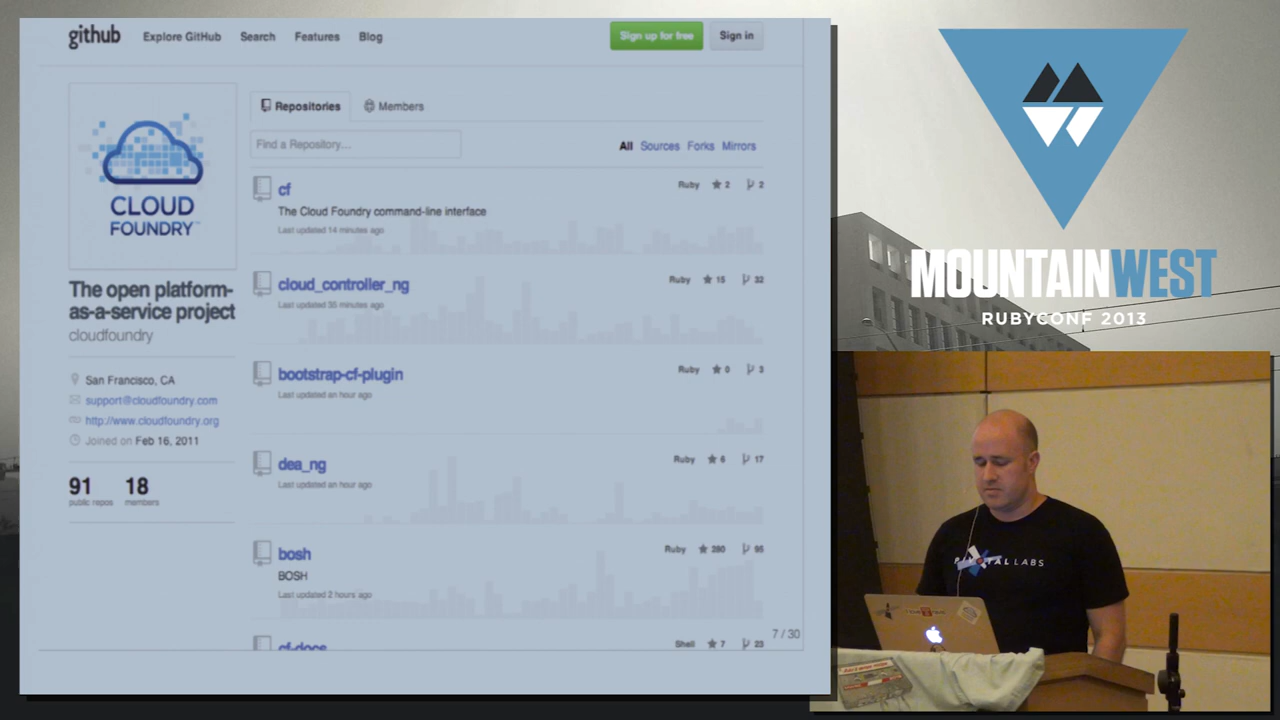 github Explore GitHub Search Features Blog Sign up for free Sign in
CLOUD
FOUNDRY™
The open platform-
as-a-service project
cloudfoundry
San Francisco, CA
support@cloudfoundry.com
http://www.cloudfoundry.org
Joined on Feb 16, 2011
91 18
public repos members
Repositories Members
Find a Repository...
All Sources Forks Mirrors
cf Ruby 2 2
The Cloud Foundry command-line interface
Last updated 14 minutes ago
cloud_controller_ng Ruby 15 32
Last updated 35 minutes ago
bootstrap-cf-plugin Ruby 0 3
Last updated an hour ago
dea_ng Ruby 6 17
Last updated an hour ago
bosh Ruby 280 95
BOSH
Last updated 2 hours ago
cf-docs Shell 7 23
7 / 30
MOUNTAINWEST
RUBYCONF 2013
LABS